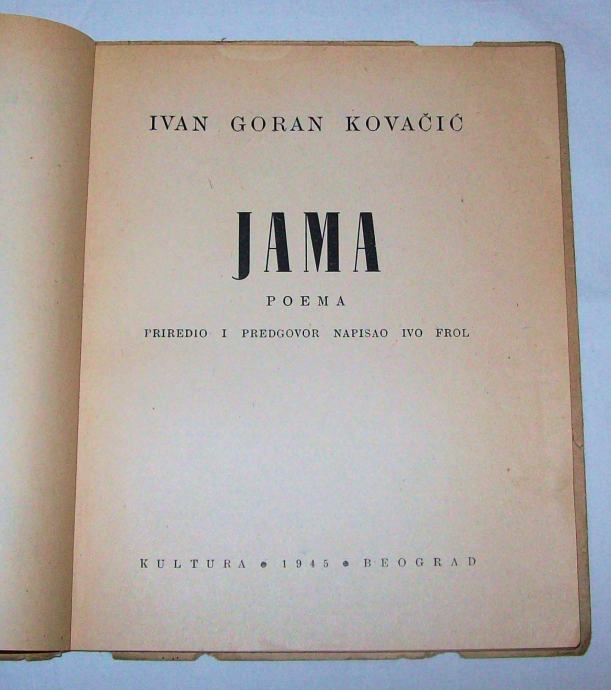 IVAN GORAN KOVAČIĆ
JAMA
POEMA
PRIREDIO I PREDGOVOR NAPISAO IVO FROL
KULTURA • 1945 • BEOGRAD